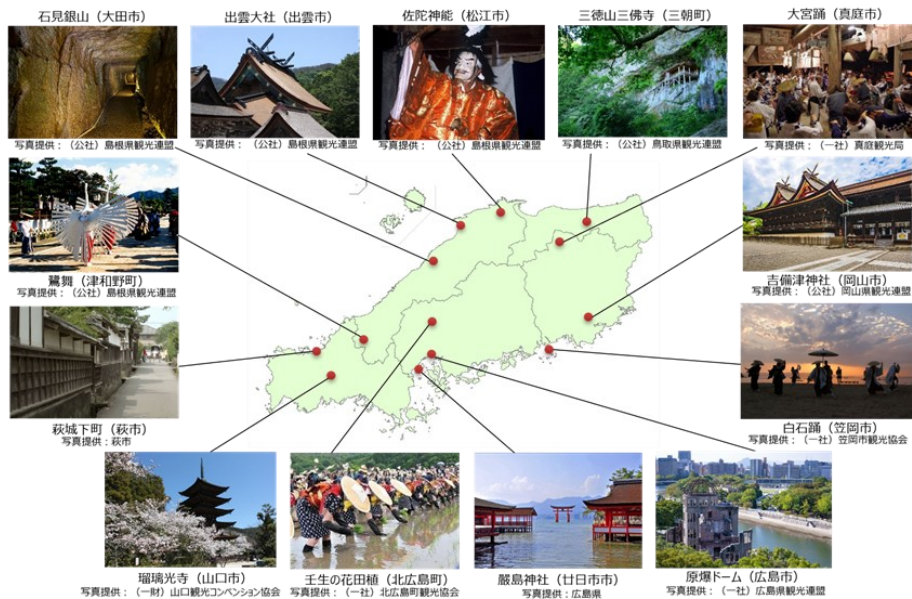 石見銀山（大田市）
写真提供：（公社）島根県観光連盟
出雲大社（出雲市）
写真提供：（公社）島根県観光連盟
佐陀神能（松江市）
写真提供：（公社）島根県観光連盟
三徳山三佛寺（三朝町）
写真提供：（公社）鳥取県観光連盟
大宮踊（真庭市）
写真提供：（一社）真庭観光局
鷺舞（津和野町）
写真提供：（公社）島根県観光連盟
吉備津神社（岡山市）
写真提供：（公社）岡山県観光連盟
萩城下町（萩市）
写真提供：萩市
白石踊（笠岡市）
写真提供：（一社）笠岡市観光協会
瑠璃光寺（山口市）
写真提供：（一財）山口観光コンベンション協会
壬生の花田植（北広島町）
写真提供：（一社）北広島町観光協会
厳島神社（廿日市市）
写真提供：広島県
原爆ドーム（広島市）
写真提供：（一社）広島県観光連盟